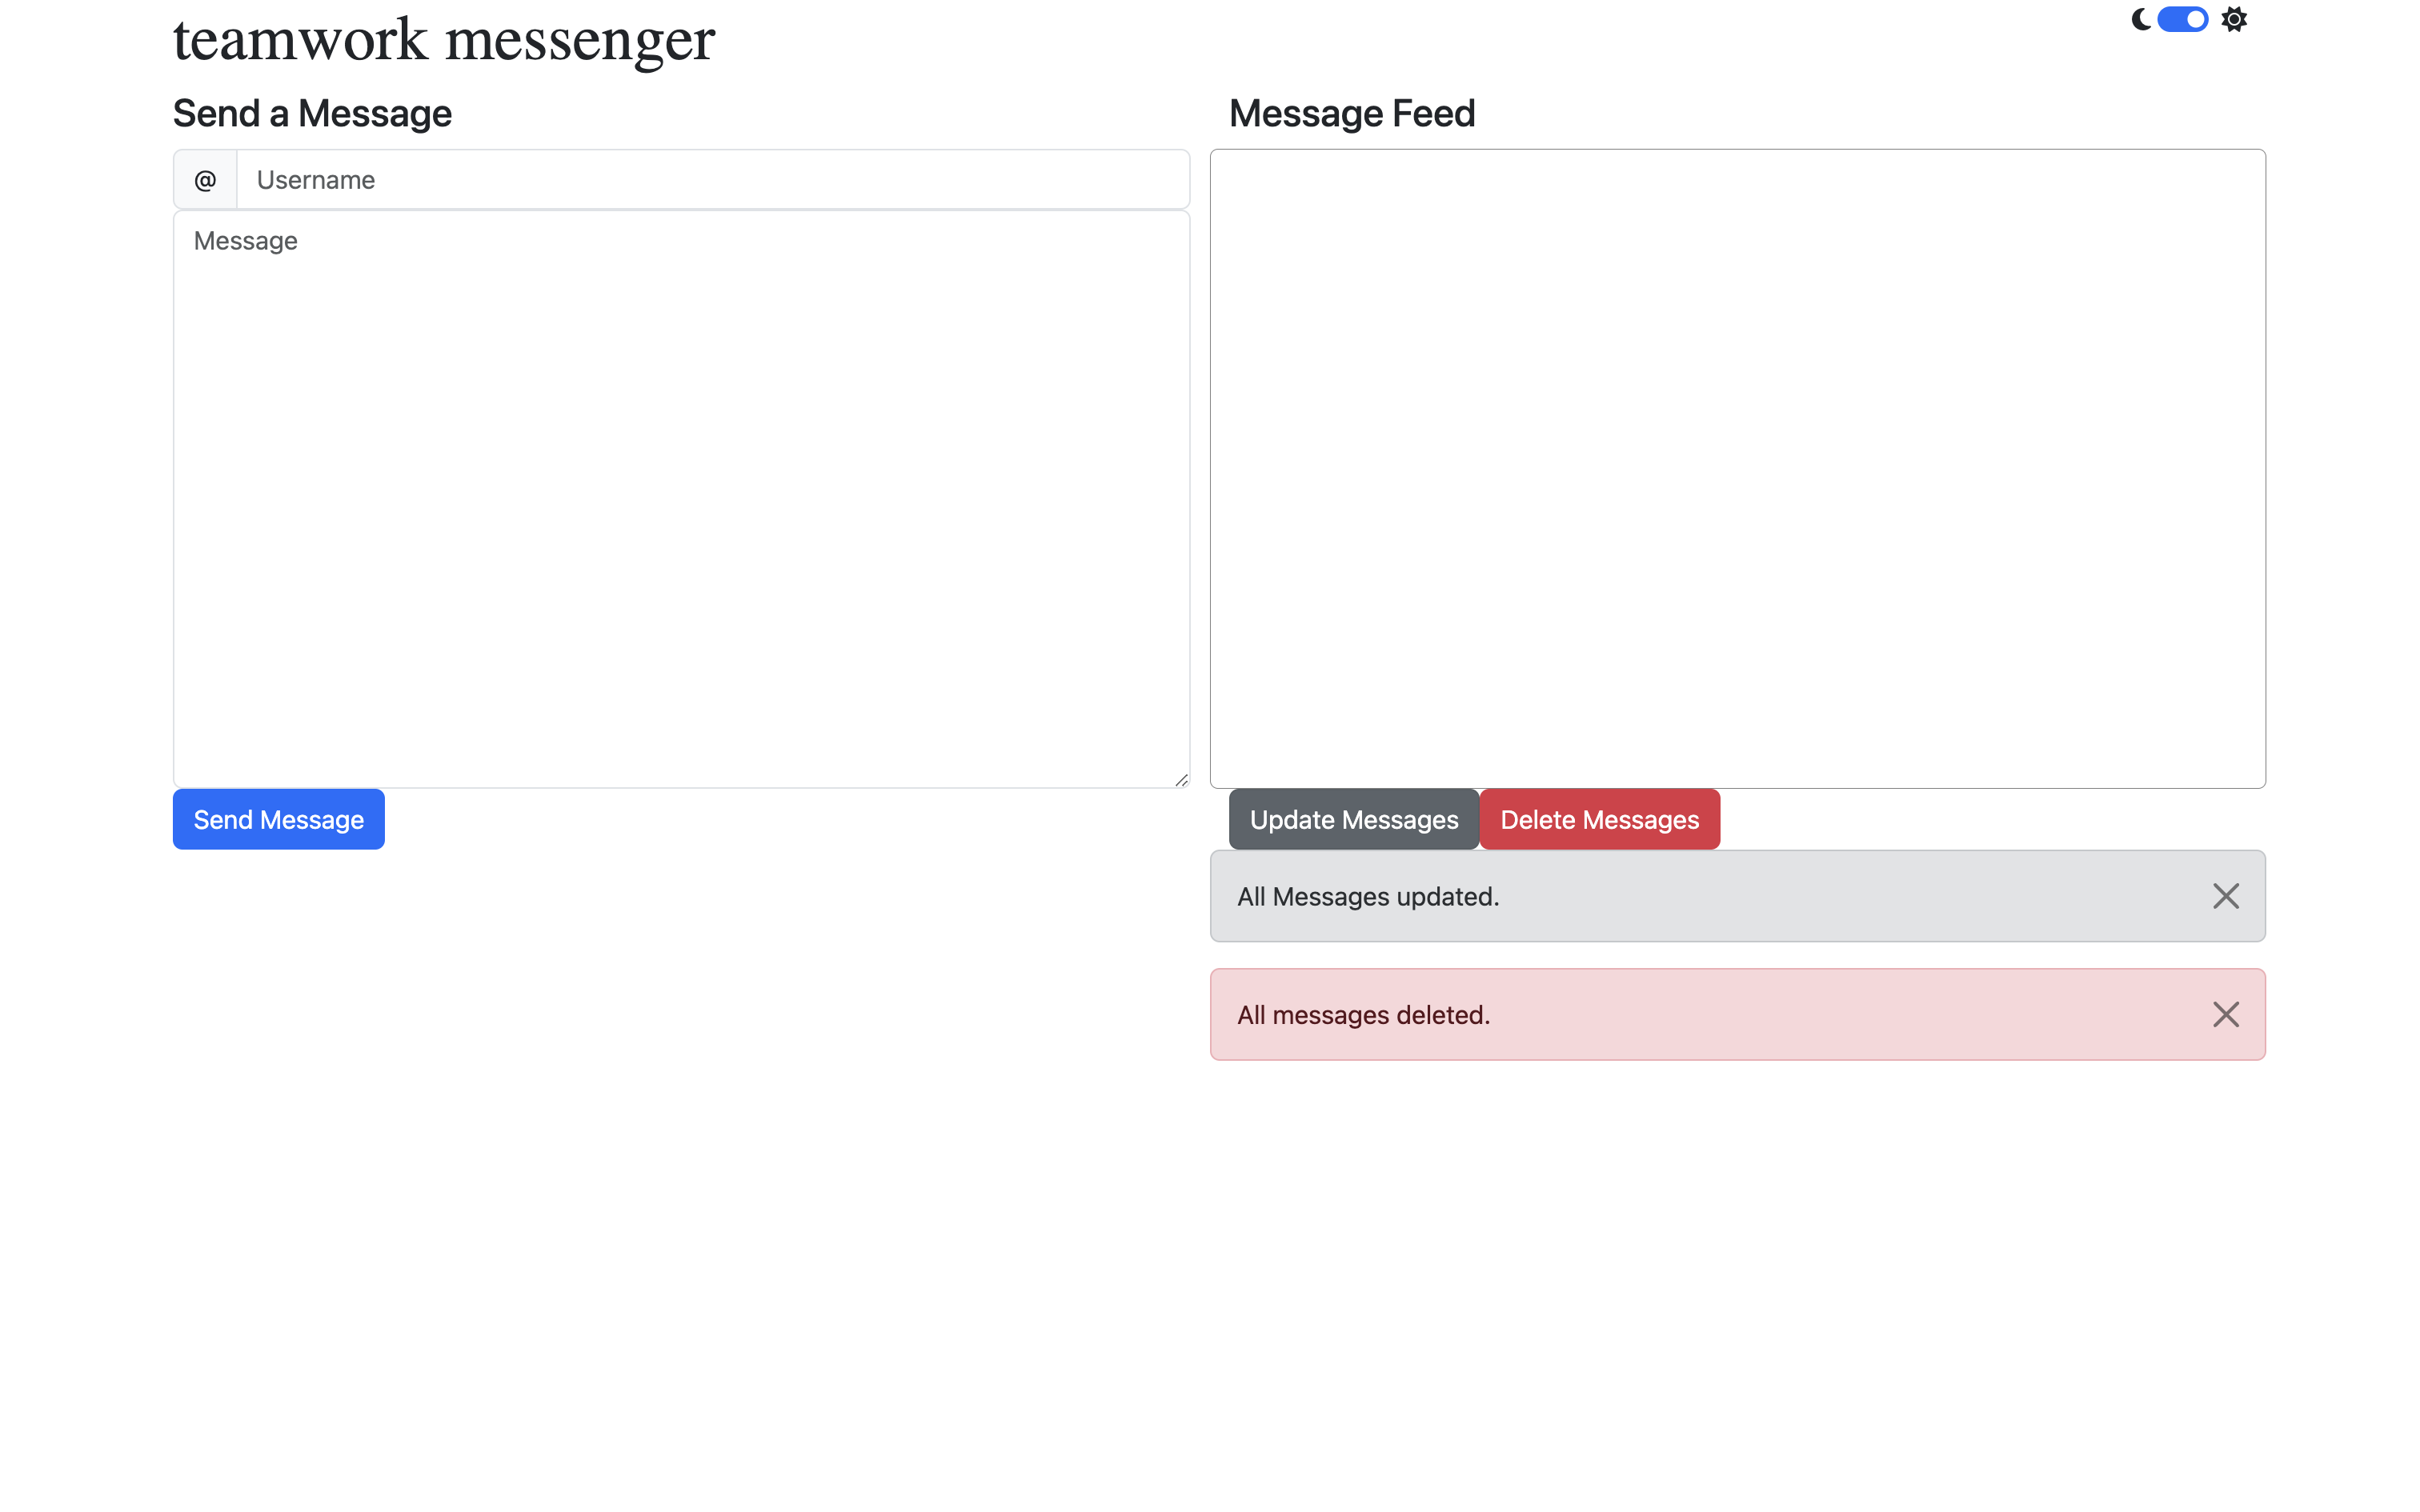 teamwork messenger
Send a Message
@ Username
Message
Send Message
Message Feed
Update Messages Delete Messages
All Messages updated.
All messages deleted.